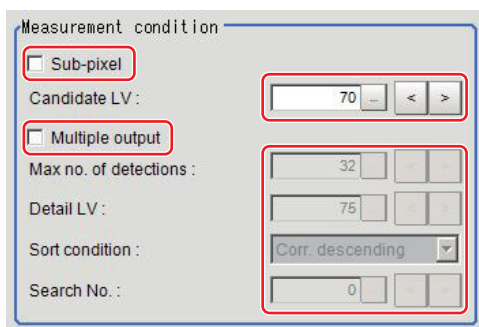 Measurement condition
Sub-pixel
Candidate LV : 70 ... < >
Multiple output
Max no. of detections : 32 ... < >
Detail LV : 75 ... < >
Sort condition : Corr. descending
Search No. : 0 ... < >